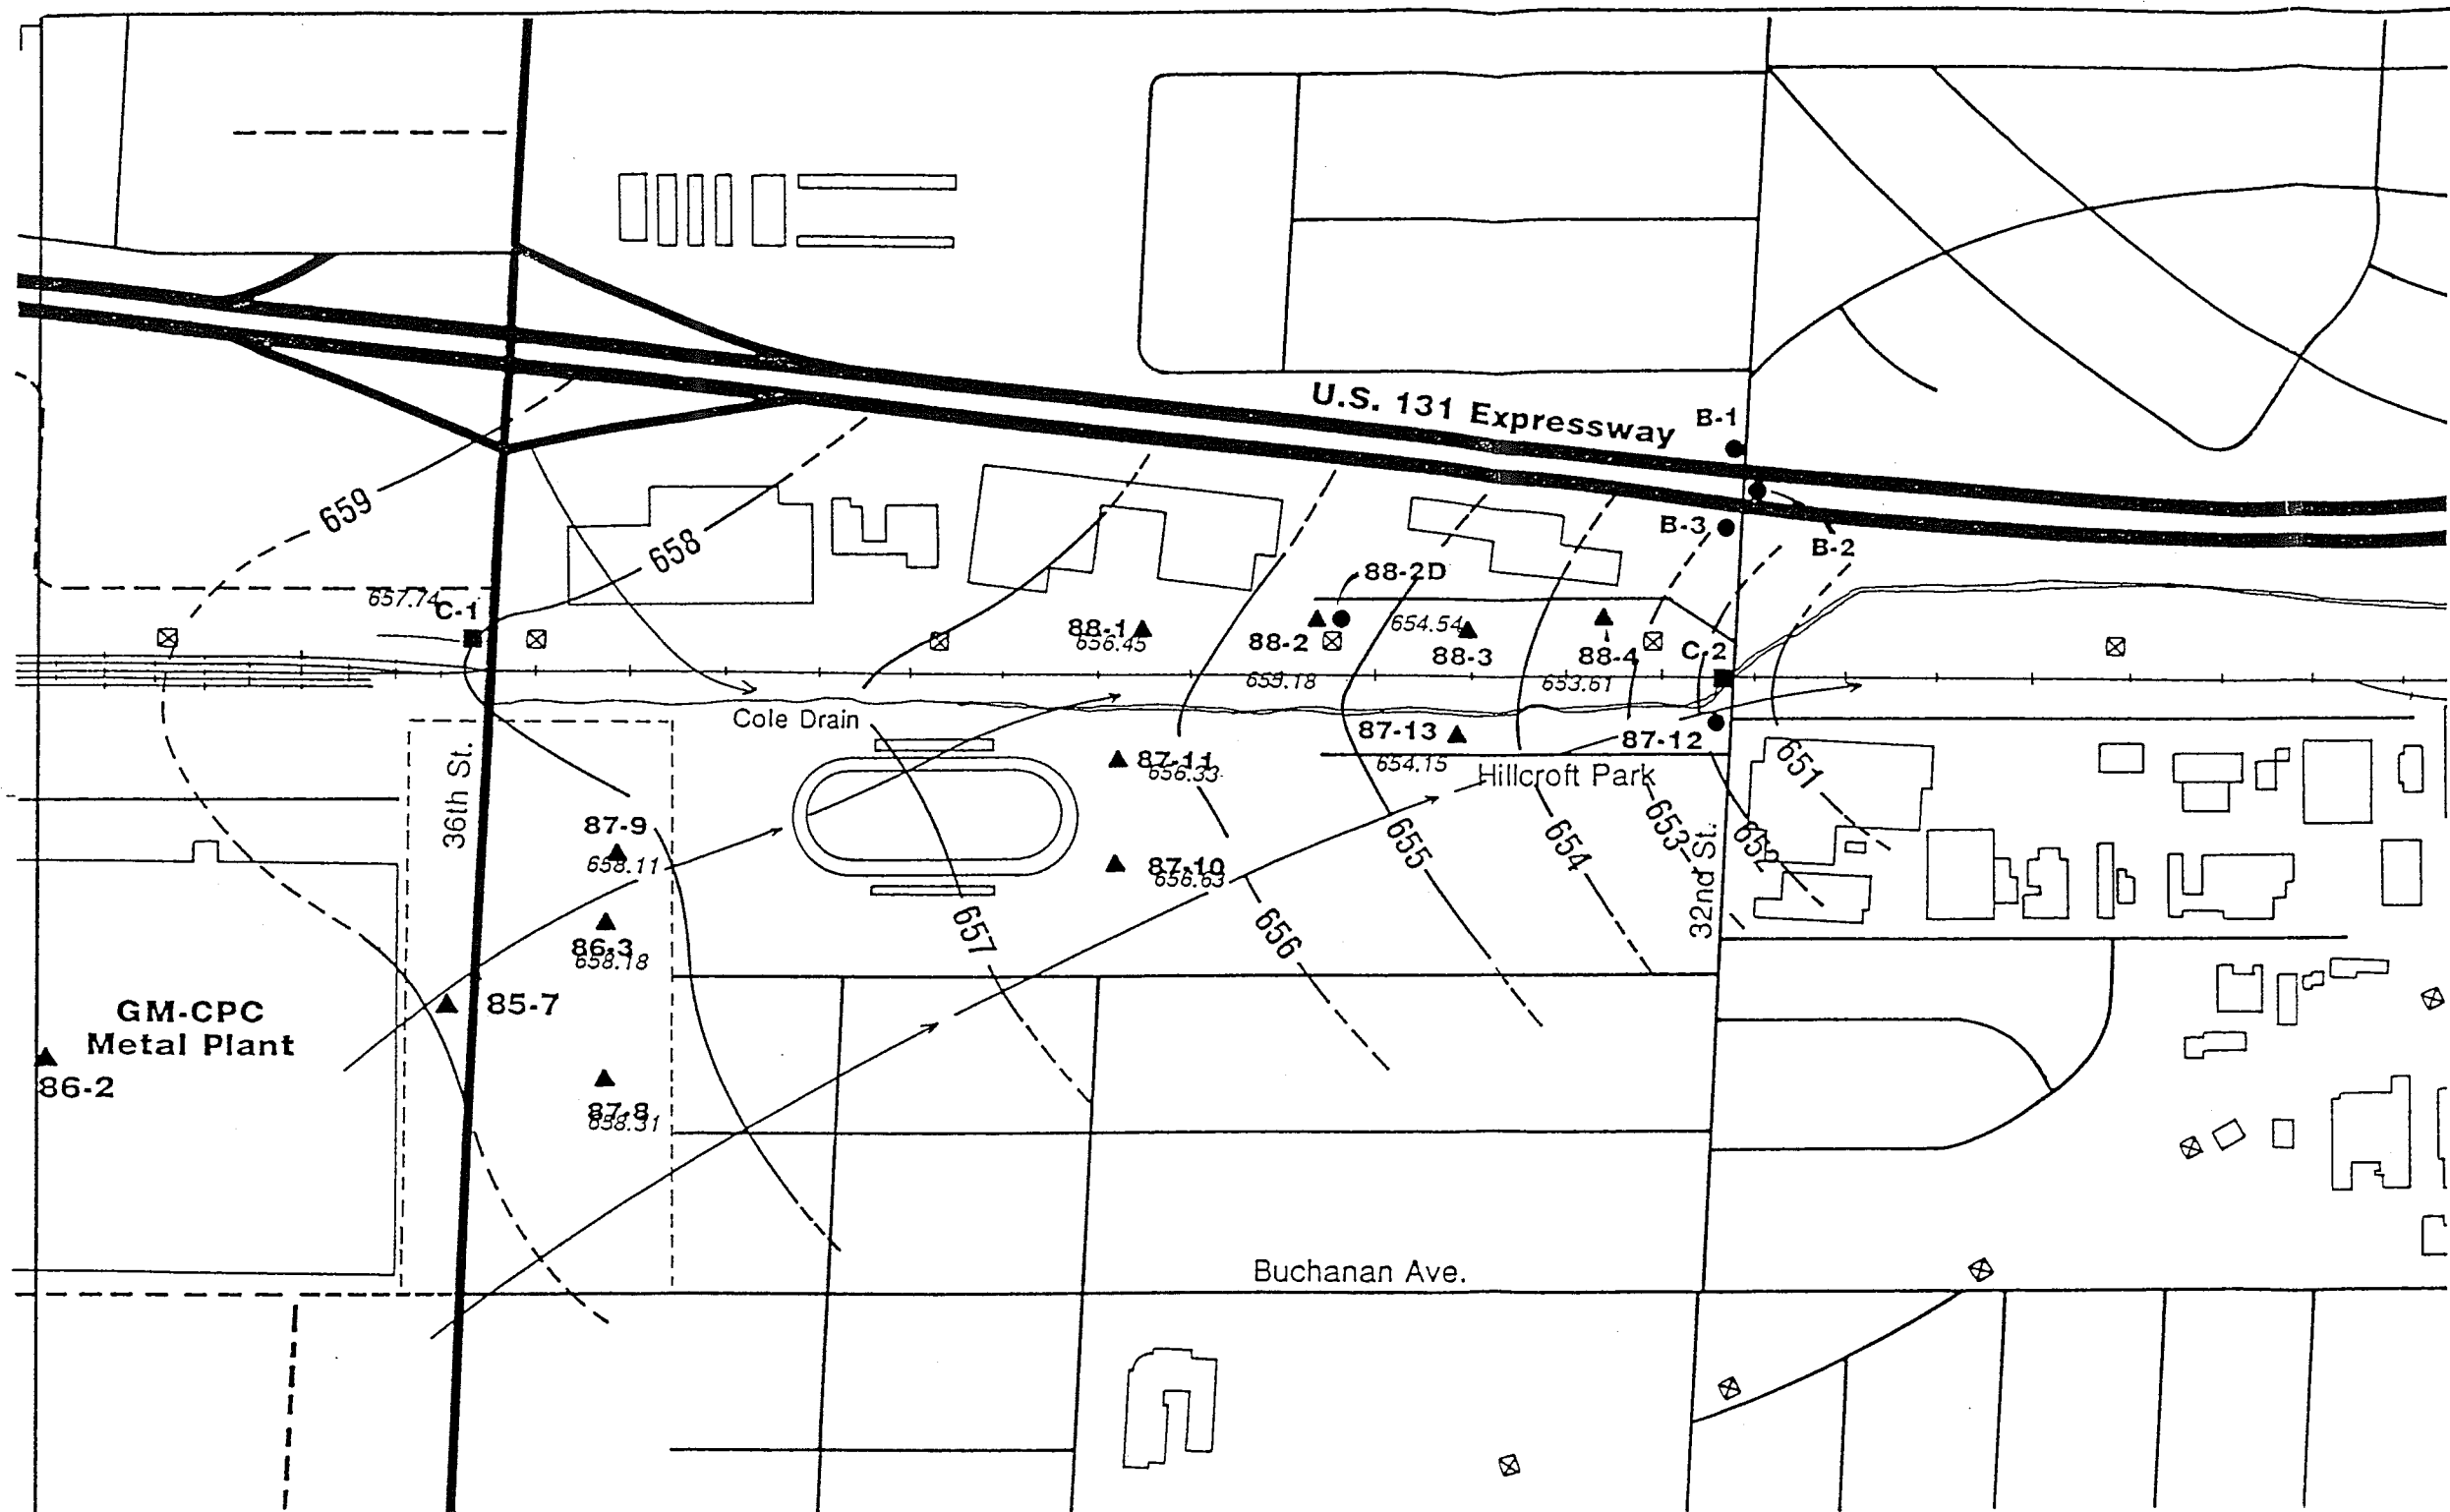 U.S. 131 Expressway
B-1
659
658
B-3
B-2
88-2D
657.74
C-1
88-1
656.45
88-2
654.54
88-3
88-4
C-2
655.18
653.61
Cole Drain
87-13
87-12
87-11
656.33
654.15
Hillcroft Park
651
36th St.
87-9
658.11
87-10
656.63
655
654
653
652
32nd St.
86-3
658.18
657
656
85-7
GM-CPC
Metal Plant
86-2
87-8
658.31
Buchanan Ave.